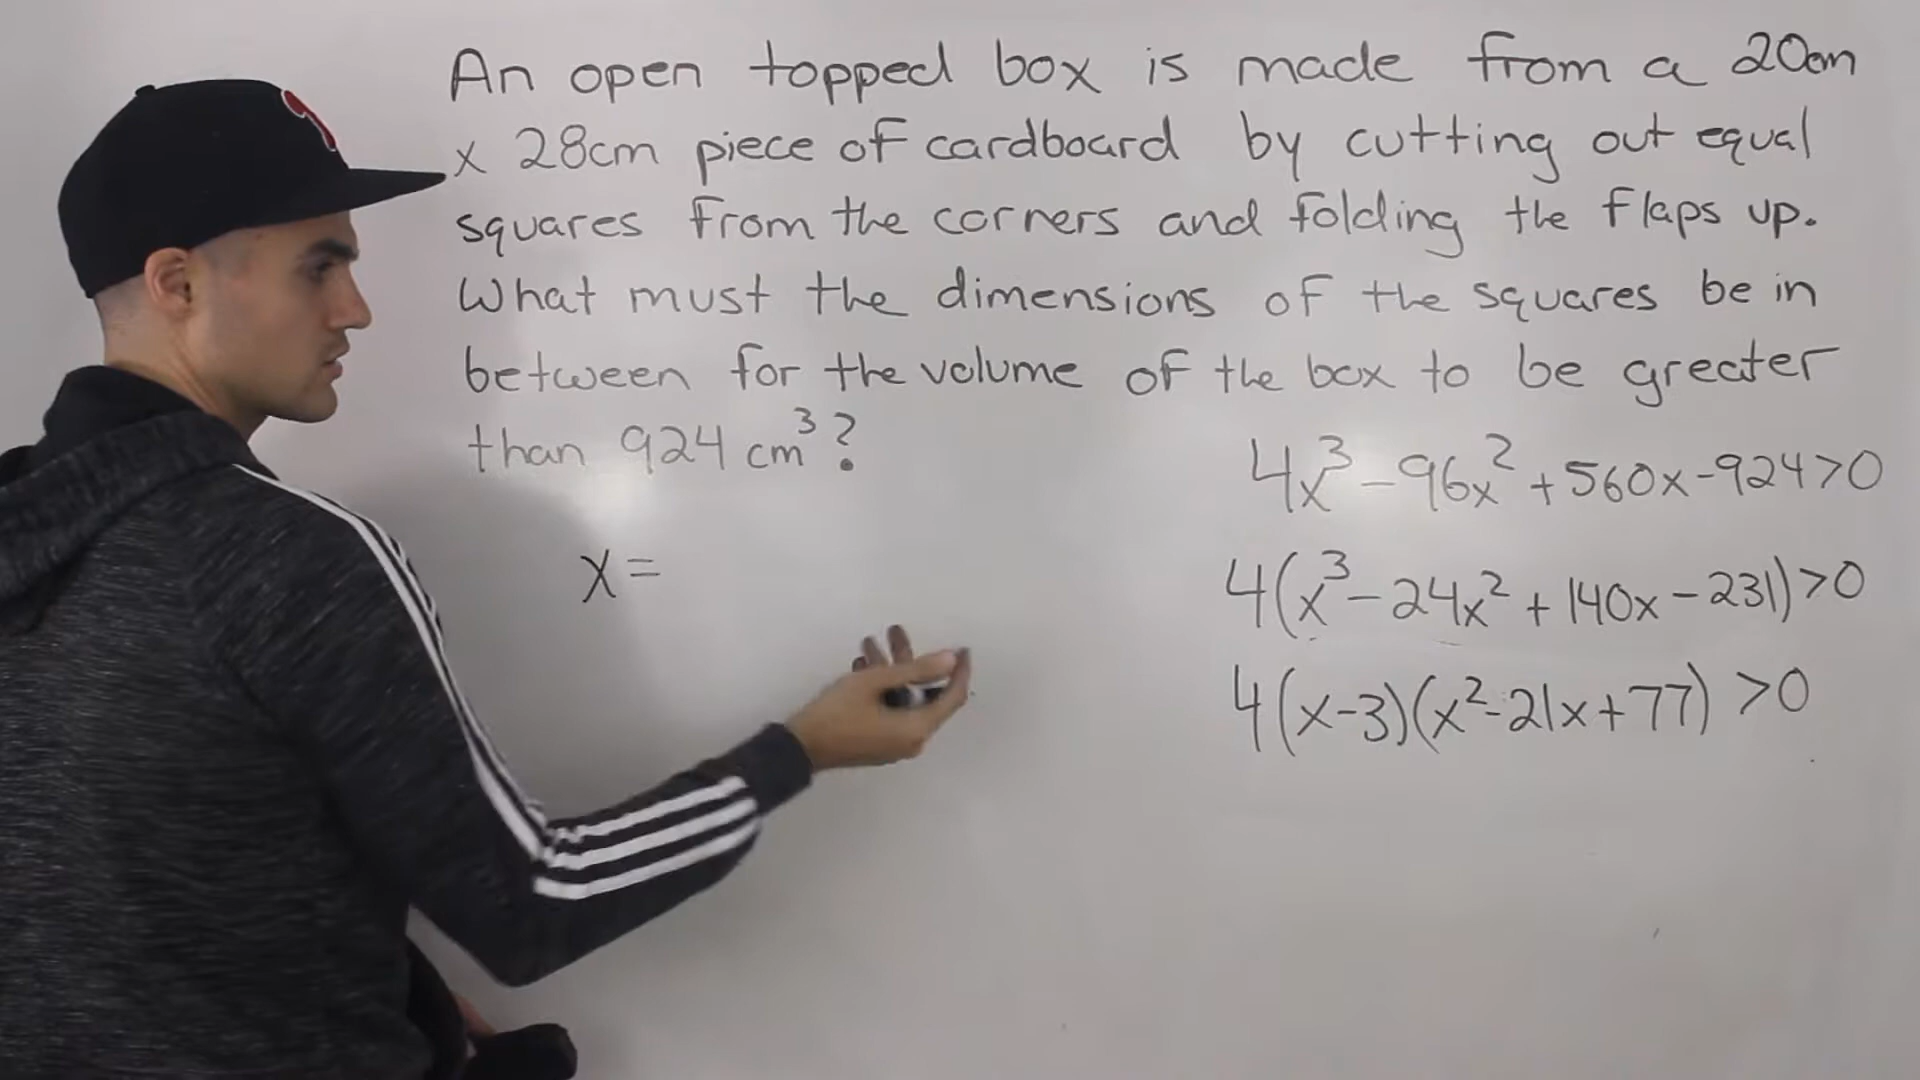 An open topped box is made from a 20cm
x 28cm piece of cardboard by cutting out equal
squares from the corners and folding the flaps up.
What must the dimensions of the squares be in
between for the volume of the box to be greater
than 924 cm³?
4x³ - 96x² + 560x - 924 > 0
4(x³ - 24x² + 140x - 231) > 0
x =
4(x-3)(x² - 21x + 77) > 0